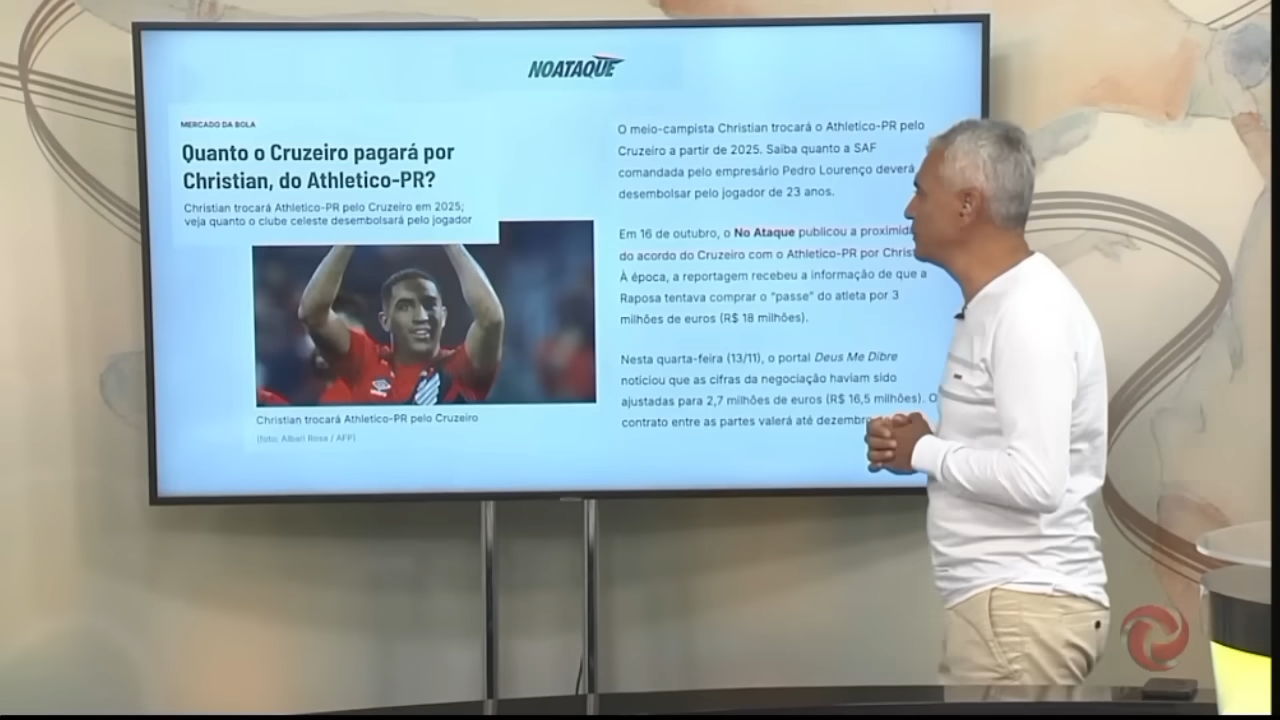 NOATAQUE
MERCADO DA BOLA
Quanto o Cruzeiro pagará por
Christian, do Athletico-PR?
Christian trocará Athletico-PR pelo Cruzeiro em 2025;
veja quanto o clube celeste desembolsará pelo jogador
Christian trocará Athletico-PR pelo Cruzeiro
(foto: Albari Rosa / AFP)
O meio-campista Christian trocará o Athletico-PR pelo
Cruzeiro a partir de 2025. Saiba quanto a SAF
comandada pelo empresário Pedro Lourenço deverá
desembolsar pelo jogador de 23 anos.
Em 16 de outubro, o No Ataque publicou a proximid
do acordo do Cruzeiro com o Athletico-PR por Christ
À época, a reportagem recebeu a informação de que a
Raposa tentava comprar o "passe" do atleta por 3
milhões de euros (R$ 18 milhões).
Nesta quarta-feira (13/11), o portal Deus Me Dibre
noticiou que as cifras da negociação haviam sido
ajustadas para 2,7 milhões de euros (R$ 16,5 milhões). O
contrato entre as partes valerá até dezembr